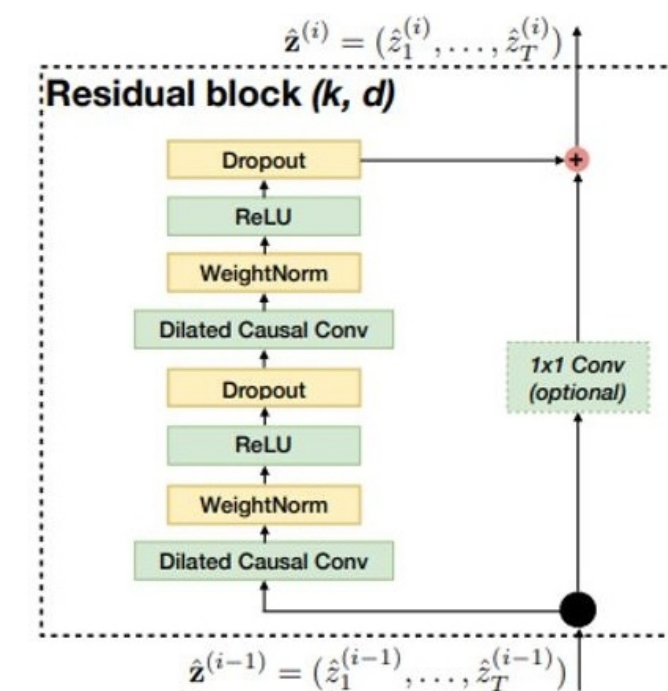 ẑ^(i) = (ẑ_1^(i), . . . , ẑ_T^(i))
Residual block (k, d)
Dropout
+
ReLU
WeightNorm
Dilated Causal Conv
1x1 Conv
(optional)
Dropout
ReLU
WeightNorm
Dilated Causal Conv
ẑ^(i−1) = (ẑ_1^(i−1), . . . , ẑ_T^(i−1))